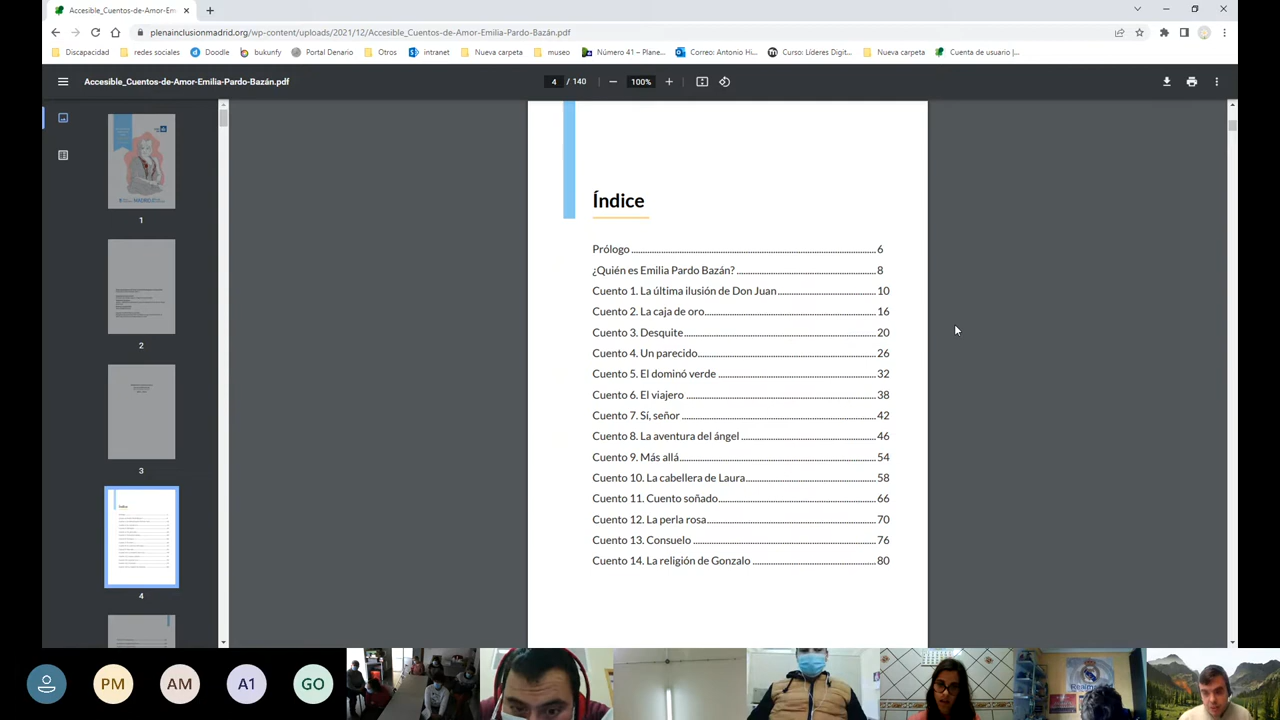 Accesible_Cuentos-de-Amor-Em
plenainclusionmadrid.org/wp-content/uploads/2021/12/Accesible_Cuentos-de-Amor-Emilia-Pardo-Bazán.pdf
Discapacidad redes sociales Doodle bukunfy Portal Denario Otros intranet Nueva carpeta museo Número 41 – Plane... Correo: Antonio Hi... Curso: Líderes Digit... Nueva carpeta Cuenta de usuario |...
Accesible_Cuentos-de-Amor-Emilia-Pardo-Bazán.pdf
4 / 140
100%
1
2
3
4
Índice
Prólogo 6
¿Quién es Emilia Pardo Bazán? 8
Cuento 1. La última ilusión de Don Juan 10
Cuento 2. La caja de oro 16
Cuento 3. Desquite 20
Cuento 4. Un parecido 26
Cuento 5. El dominó verde 32
Cuento 6. El viajero 38
Cuento 7. Sí, señor 42
Cuento 8. La aventura del ángel 46
Cuento 9. Más allá 54
Cuento 10. La cabellera de Laura 58
Cuento 11. Cuento soñado 66
Cuento 12. La perla rosa 70
Cuento 13. Consuelo 76
Cuento 14. La religión de Gonzalo 80
PM AM A1 GO